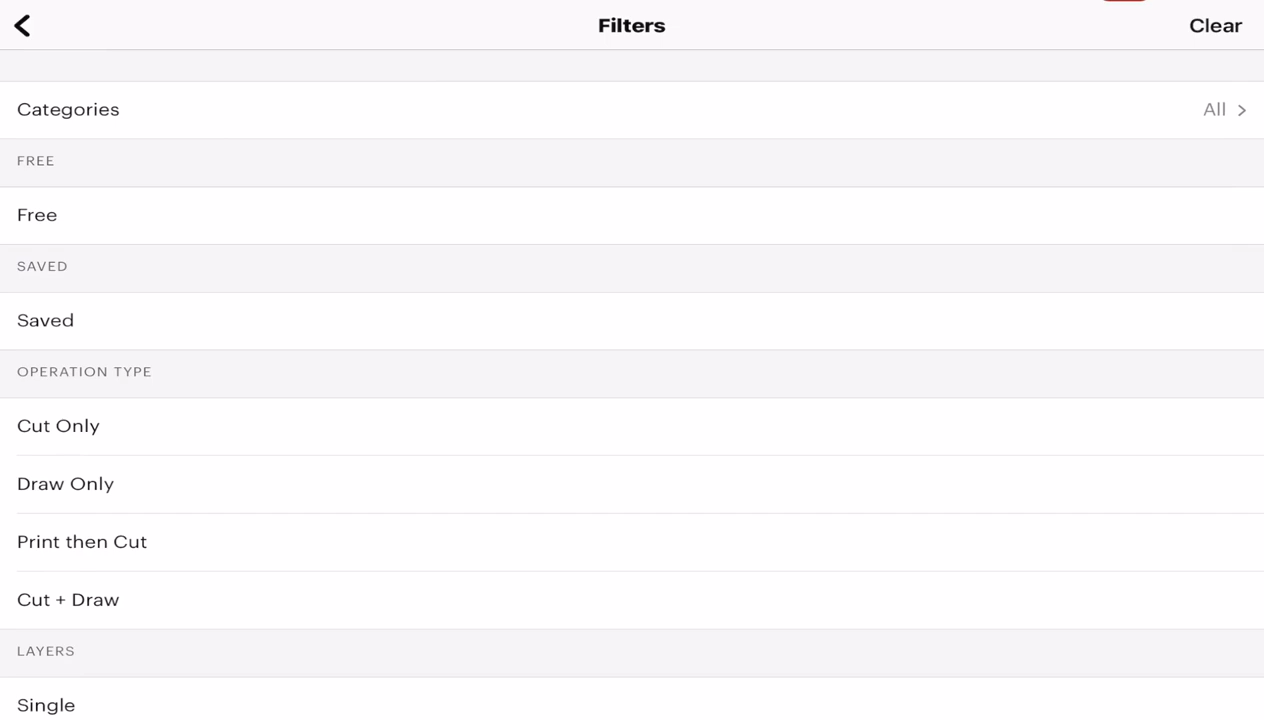 Filters
Clear
Categories
All
FREE
Free
SAVED
Saved
OPERATION TYPE
Cut Only
Draw Only
Print then Cut
Cut + Draw
LAYERS
Single